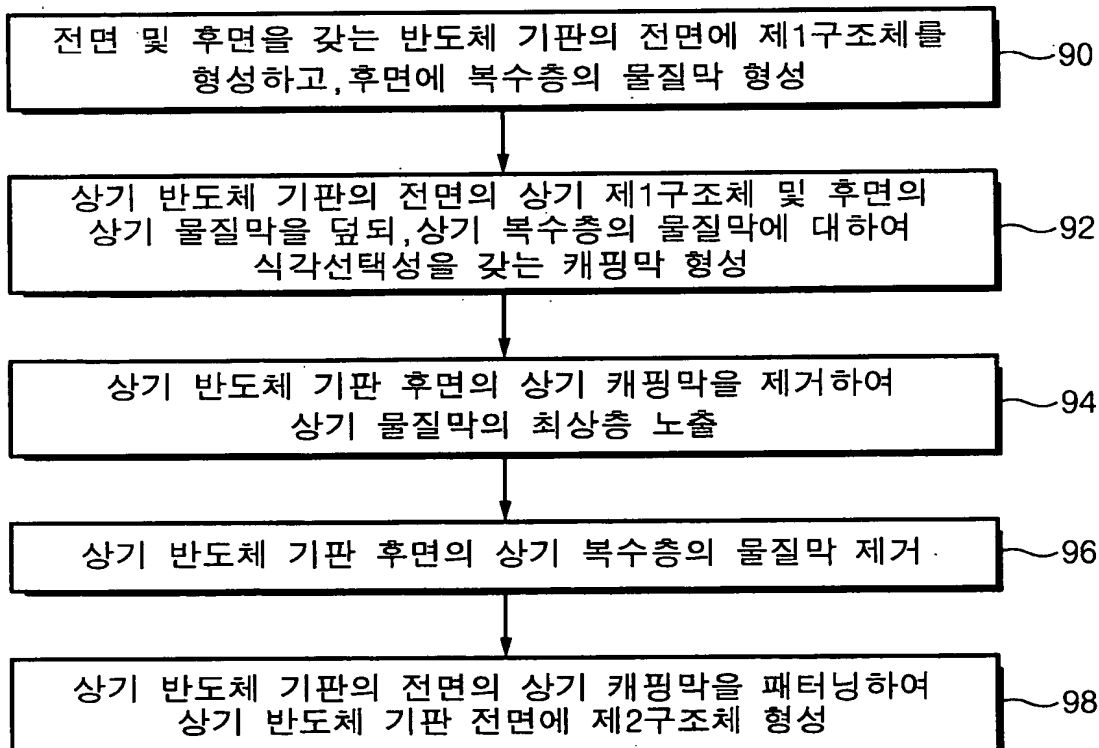 전면 및 후면을 갖는 반도체 기판의 전면에 제1구조체를
형성하고,후면에 복수층의 물질막 형성
90
상기 반도체 기판의 전면의 상기 제1구조체 및 후면의
상기 물질막을 덮되,상기 복수층의 물질막에 대하여
식각선택성을 갖는 캐핑막 형성
92
상기 반도체 기판 후면의 상기 캐핑막을 제거하여
상기 물질막의 최상층 노출
94
상기 반도체 기판 후면의 상기 복수층의 물질막 제거
96
상기 반도체 기판의 전면의 상기 캐핑막을 패터닝하여
상기 반도체 기판 전면에 제2구조체 형성
98